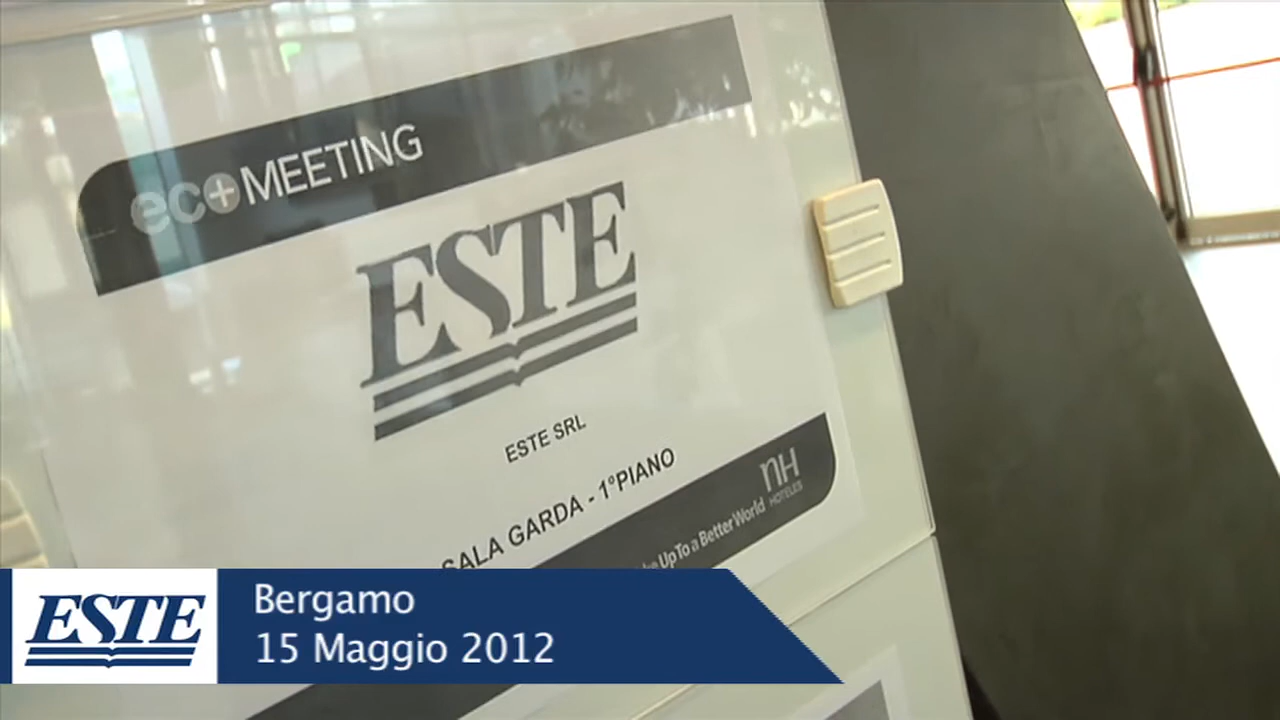 eco+MEETING
ESTE
ESTE SRL
SALA GARDA - 1°PIANO
nH
HOTELES
Up To a Better World
ESTE
Bergamo
15 Maggio 2012